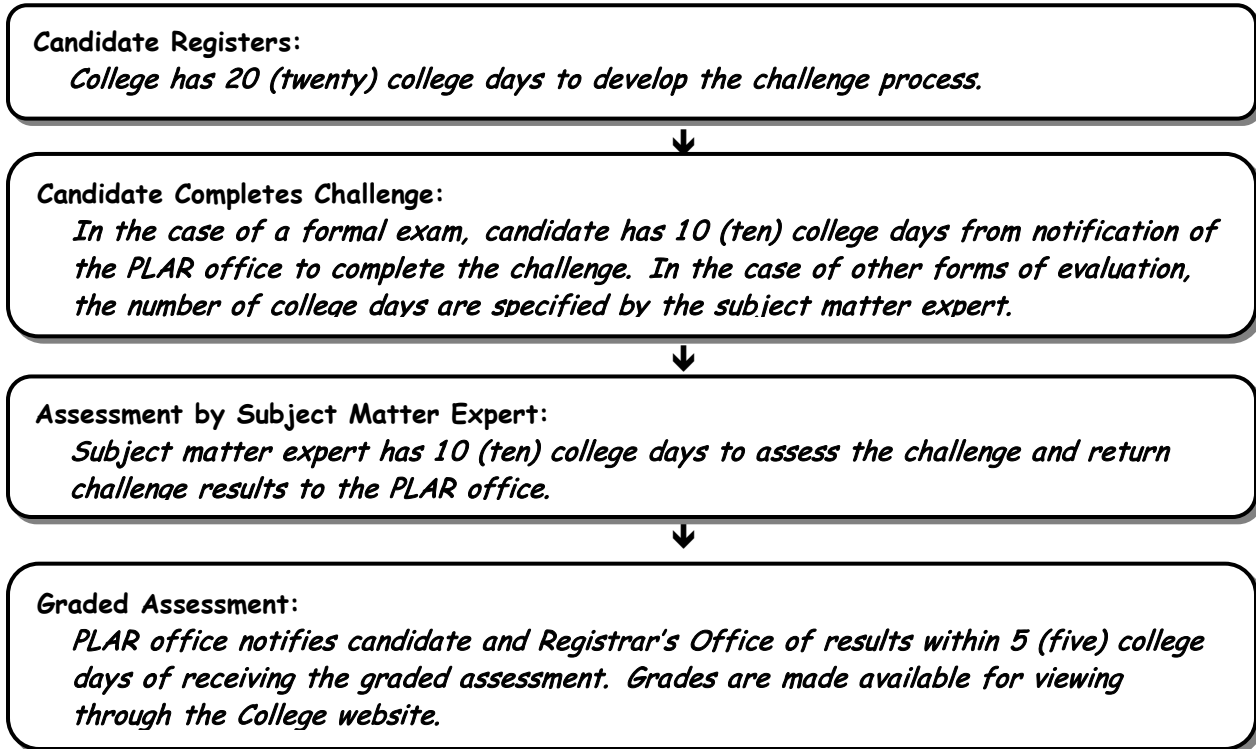 Candidate Registers:
College has 20 (twenty) college days to develop the challenge process.
Candidate Completes Challenge:
In the case of a formal exam, candidate has 10 (ten) college days from notification of
the PLAR office to complete the challenge. In the case of other forms of evaluation,
the number of college days are specified by the subject matter expert.
Assessment by Subject Matter Expert:
Subject matter expert has 10 (ten) college days to assess the challenge and return
challenge results to the PLAR office.
Graded Assessment:
PLAR office notifies candidate and Registrar's Office of results within 5 (five) college
days of receiving the graded assessment. Grades are made available for viewing
through the College website.